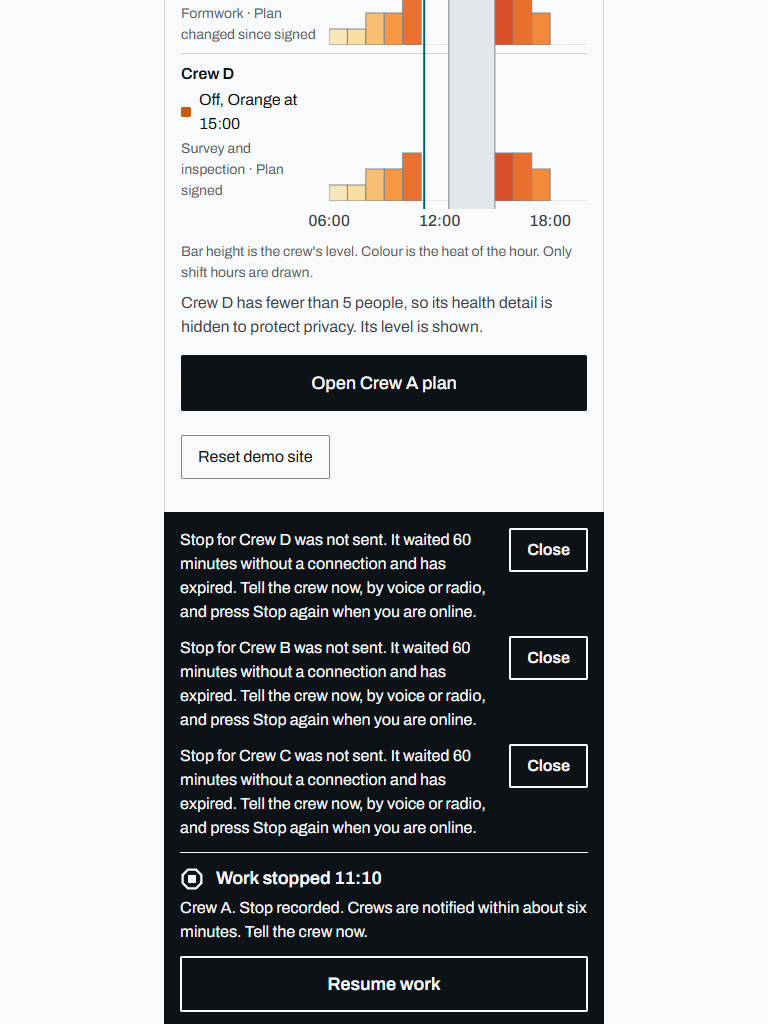 Formwork · Plan
changed since signed
Crew D
Off, Orange at
15:00
Survey and
inspection · Plan
signed
06:00 12:00 18:00
Bar height is the crew's level. Colour is the heat of the hour. Only
shift hours are drawn.
Crew D has fewer than 5 people, so its health detail is
hidden to protect privacy. Its level is shown.
Open Crew A plan
Reset demo site
Stop for Crew D was not sent. It waited 60
minutes without a connection and has
expired. Tell the crew now, by voice or radio,
and press Stop again when you are online.
Close
Stop for Crew B was not sent. It waited 60
minutes without a connection and has
expired. Tell the crew now, by voice or radio,
and press Stop again when you are online.
Close
Stop for Crew C was not sent. It waited 60
minutes without a connection and has
expired. Tell the crew now, by voice or radio,
and press Stop again when you are online.
Close
Work stopped 11:10
Crew A. Stop recorded. Crews are notified within about six
minutes. Tell the crew now.
Resume work